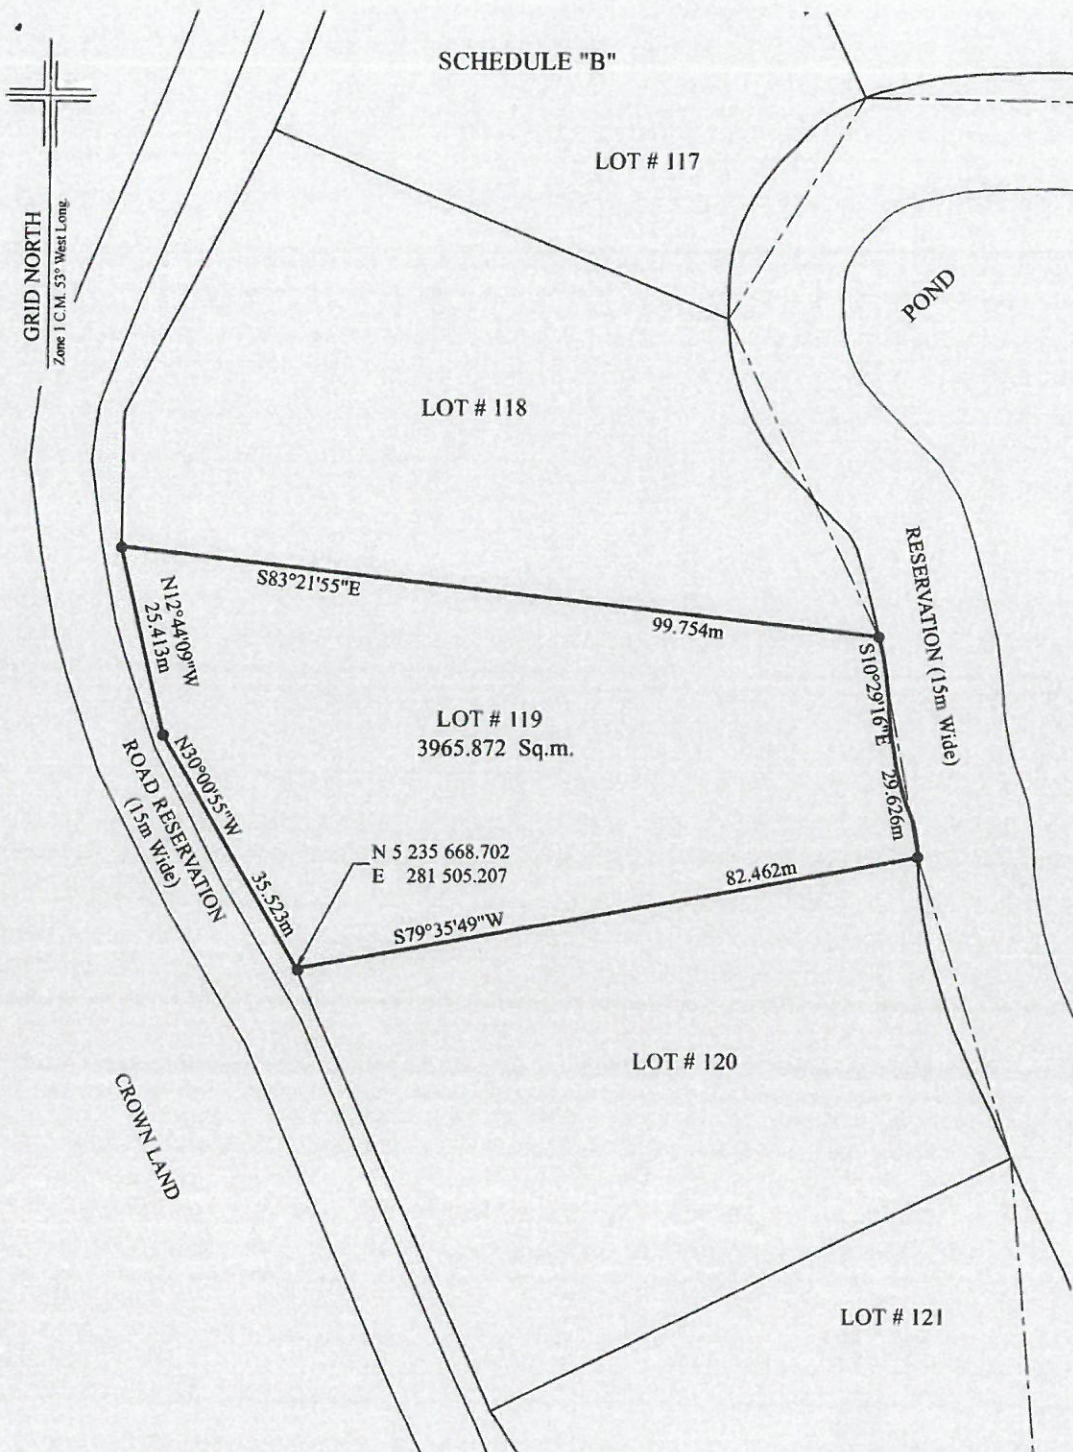 SCHEDULE "B"
LOT # 117
GRID NORTH
Zone 1 C.M. 53° West Long.
POND
LOT # 118
S83°21'55"E
99.754m
N12°44'09"W
25.413m
RESERVATION (15m Wide)
S10°29'16"E
29.626m
LOT # 119
3965.872 Sq.m.
N30°00'55"W
35.523m
ROAD RESERVATION
(15m Wide)
N 5 235 668.702
E 281 505.207
82.462m
S79°35'49"W
LOT # 120
CROWN LAND
LOT # 121